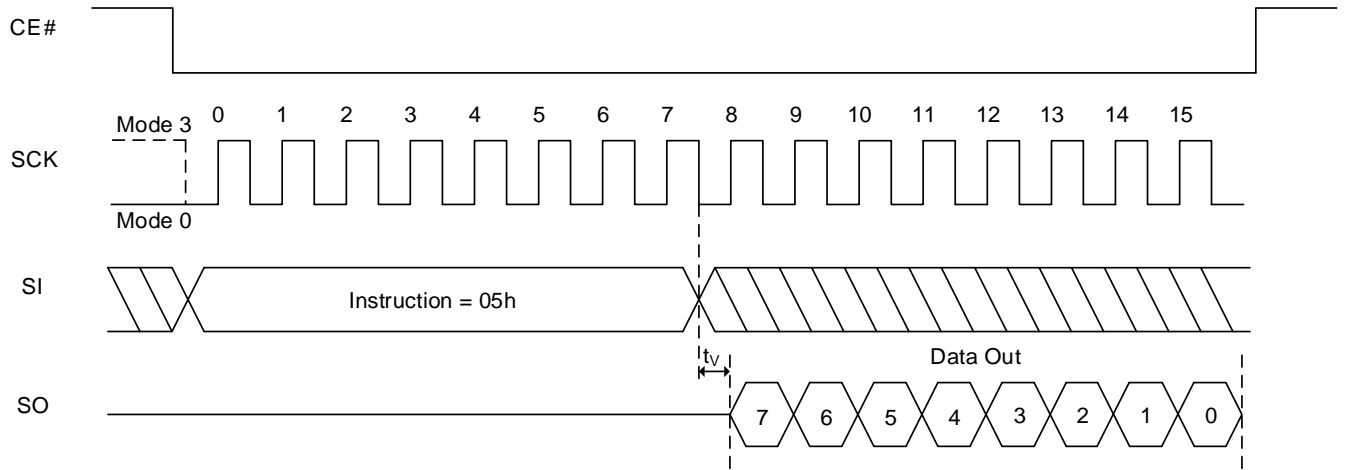 CE#
0 1 2 3 4 5 6 7 8 9 10 11 12 13 14 15
Mode 3
SCK
Mode 0
SI
Instruction = 05h
tV
Data Out
SO
7 6 5 4 3 2 1 0